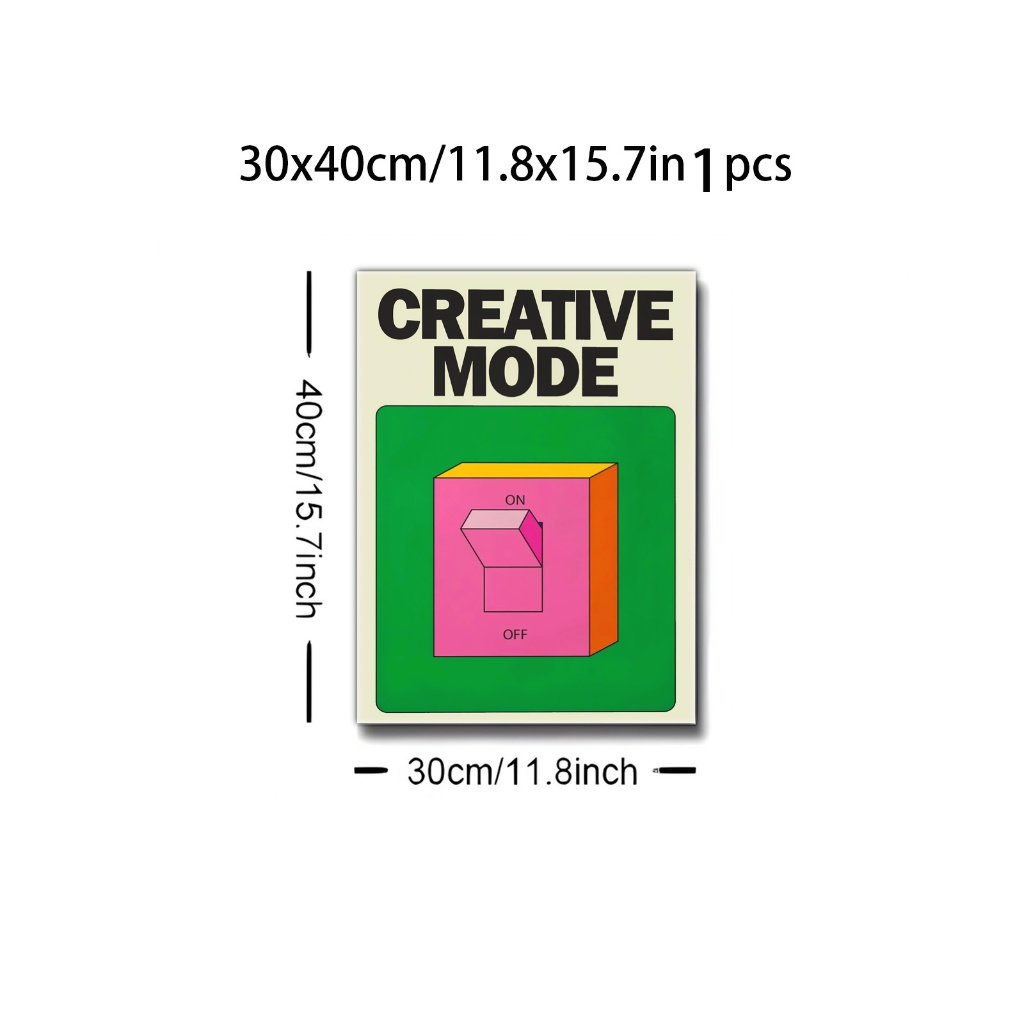 30x40cm/11.8x15.7in 1 pcs
CREATIVE
MODE
ON
OFF
40cm/15.7inch
30cm/11.8inch